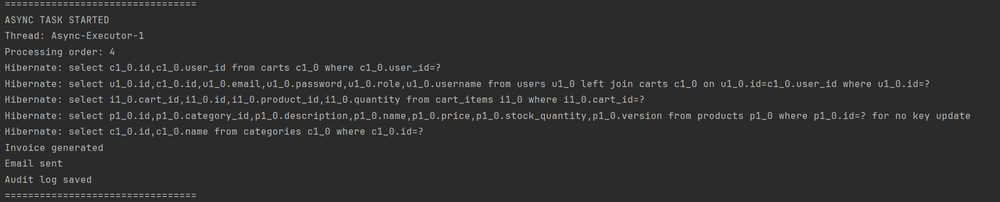 =================================
ASYNC TASK STARTED
Thread: Async-Executor-1
Processing order: 4
Hibernate: select c1_0.id,c1_0.user_id from carts c1_0 where c1_0.user_id=?
Hibernate: select u1_0.id,c1_0.id,u1_0.email,u1_0.password,u1_0.role,u1_0.username from users u1_0 left join carts c1_0 on u1_0.id=c1_0.user_id where u1_0.id=?
Hibernate: select i1_0.cart_id,i1_0.id,i1_0.product_id,i1_0.quantity from cart_items i1_0 where i1_0.cart_id=?
Hibernate: select p1_0.id,p1_0.category_id,p1_0.description,p1_0.name,p1_0.price,p1_0.stock_quantity,p1_0.version from products p1_0 where p1_0.id=? for no key update
Hibernate: select c1_0.id,c1_0.name from categories c1_0 where c1_0.id=?
Invoice generated
Email sent
Audit log saved
=================================